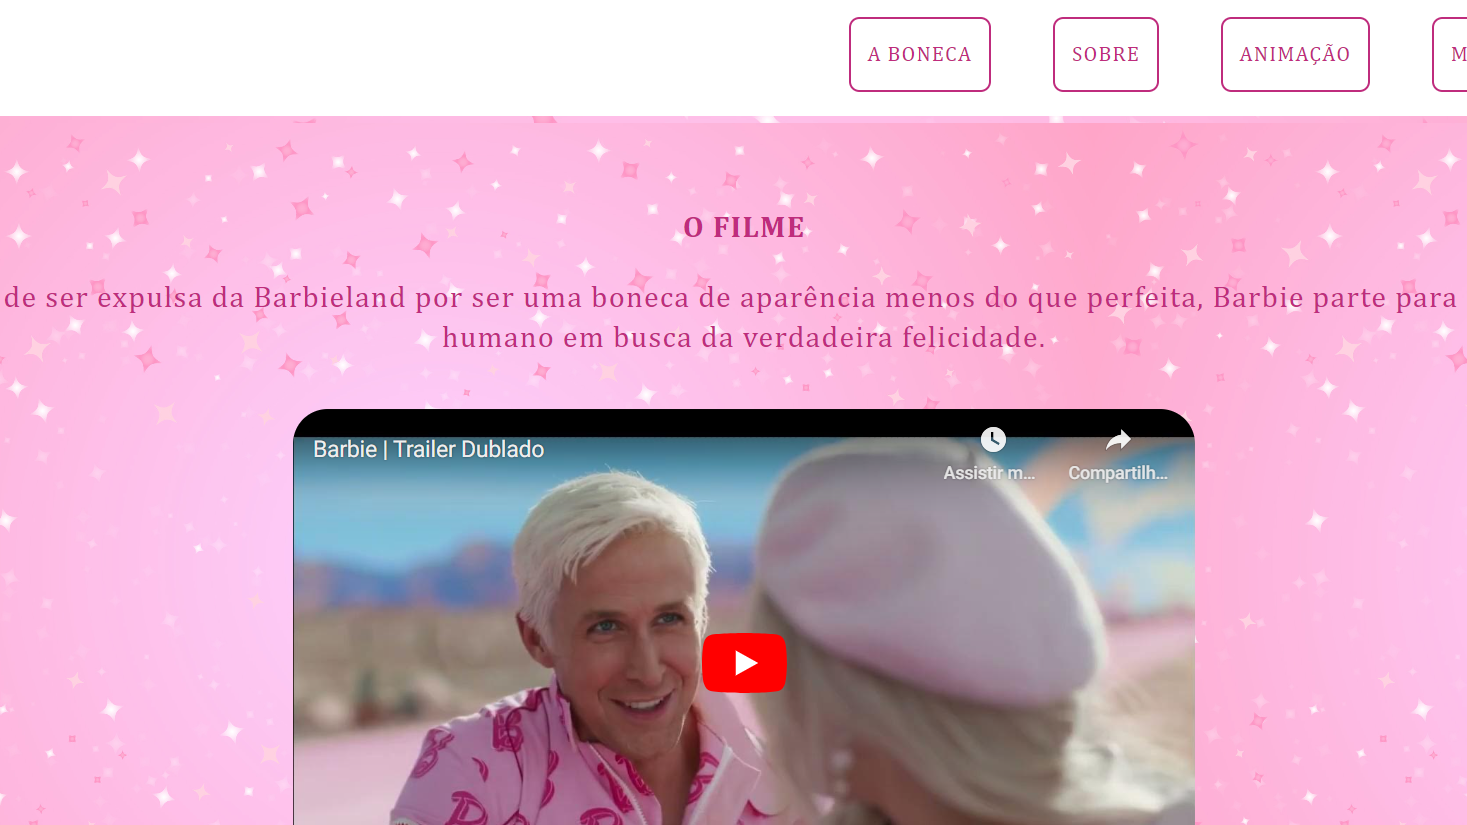 A BONECA
SOBRE
ANIMAÇÃO
M
O FILME
de ser expulsa da Barbieland por ser uma boneca de aparência menos do que perfeita, Barbie parte para
humano em busca da verdadeira felicidade.
Barbie | Trailer Dublado
Assistir m...
Compartilh...